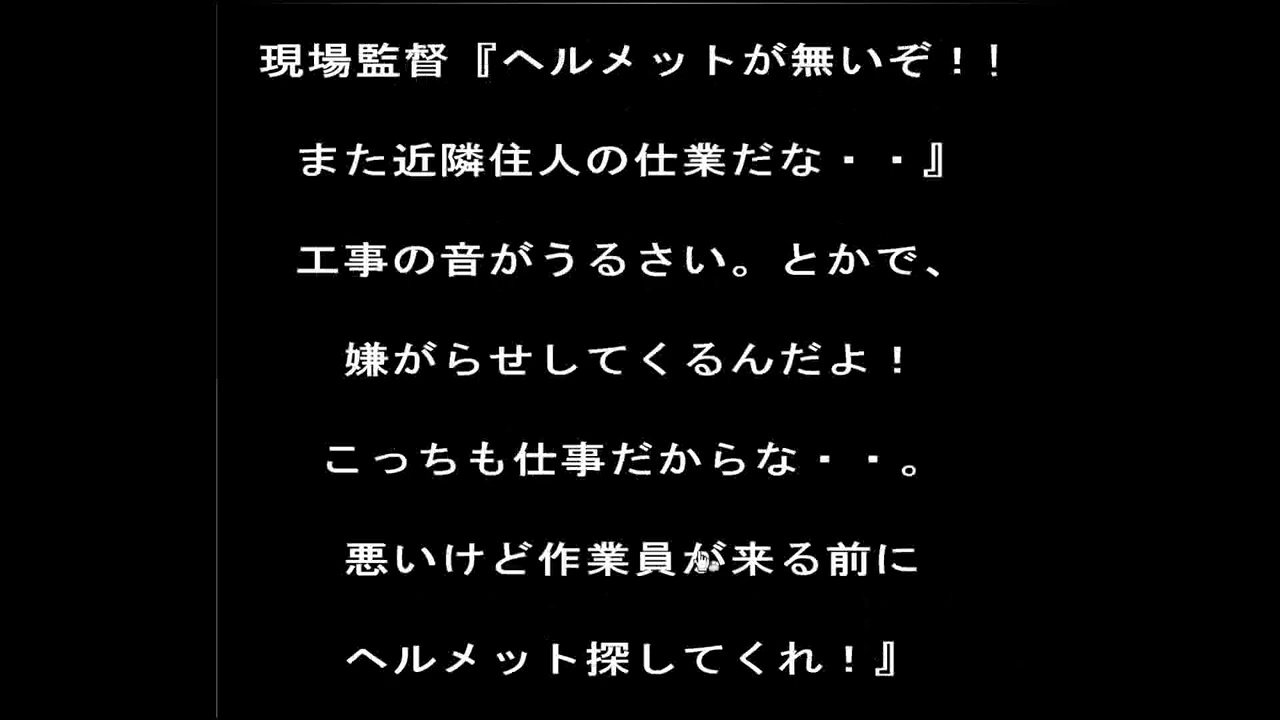 現場監督『ヘルメットが無いぞ！！
また近隣住人の仕業だな・・』
工事の音がうるさい。とかで、
嫌がらせしてくるんだよ！
こっちも仕事だからな・・。
悪いけど作業員が来る前に
ヘルメット探してくれ！』